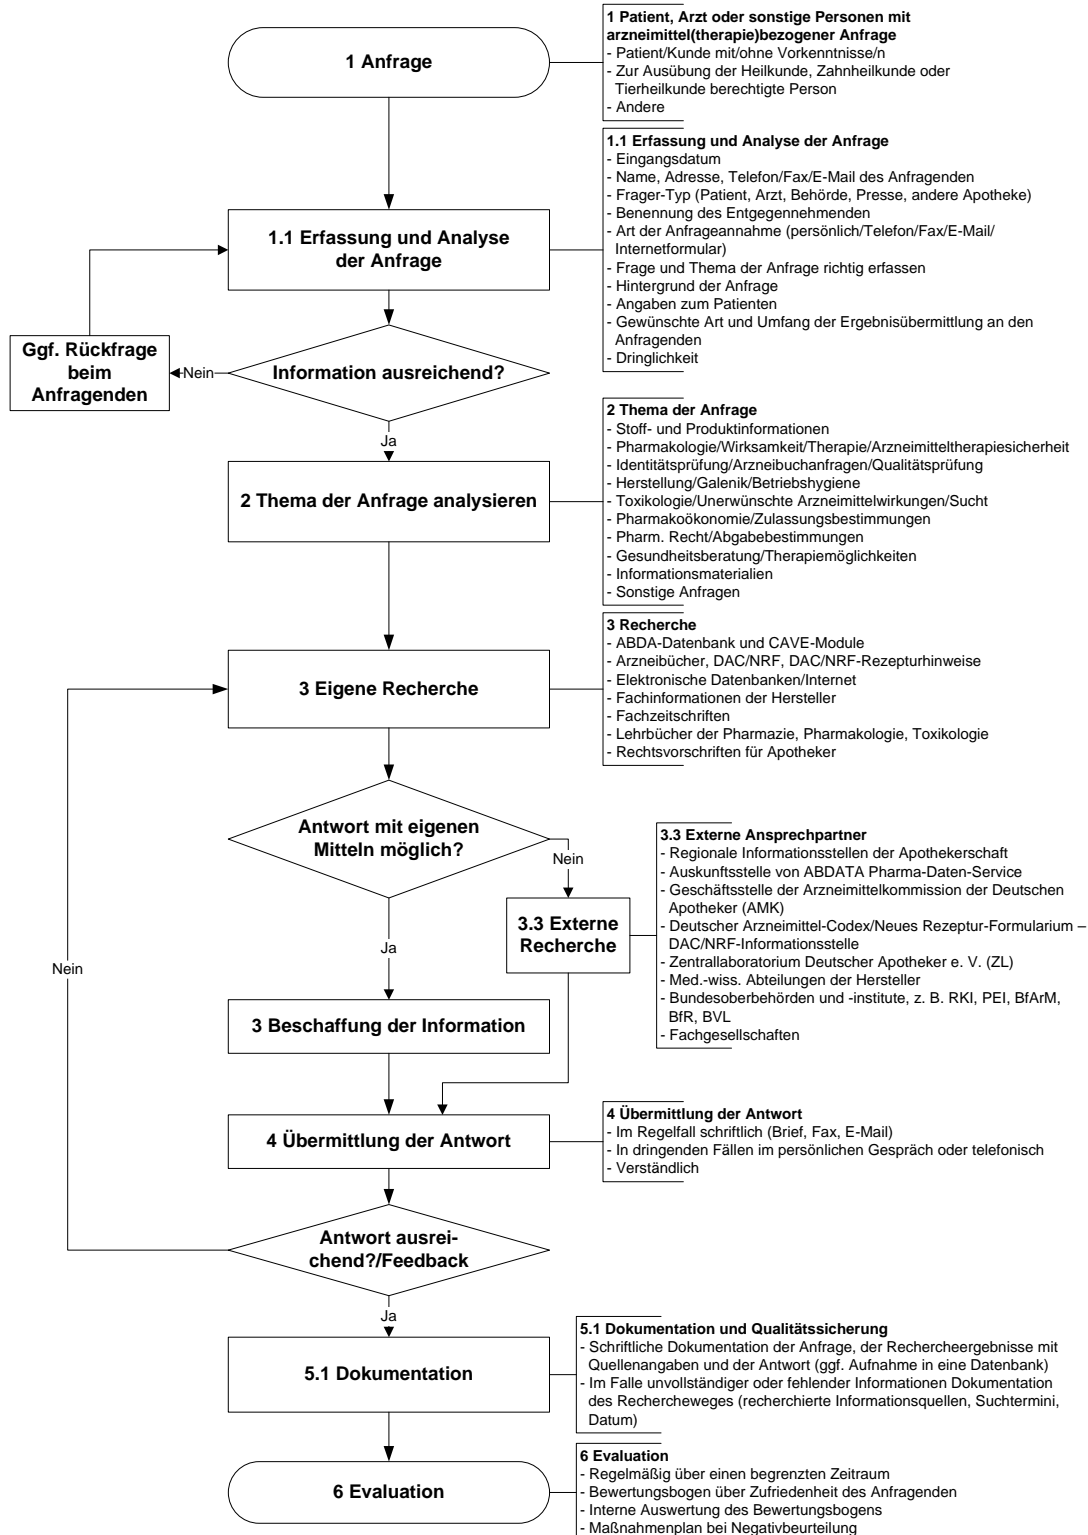 1 Anfrage
1 Patient, Arzt oder sonstige Personen mit
arzneimittel(therapie)bezogener Anfrage
- Patient/Kunde mit/ohne Vorkenntnisse/n
- Zur Ausübung der Heilkunde, Zahnheilkunde oder
Tierheilkunde berechtigte Person
- Andere
1.1 Erfassung und Analyse
der Anfrage
1.1 Erfassung und Analyse der Anfrage
- Eingangsdatum
- Name, Adresse, Telefon/Fax/E-Mail des Anfragenden
- Frager-Typ (Patient, Arzt, Behörde, Presse, andere Apotheke)
- Benennung des Entgegennehmenden
- Art der Anfrageannahme (persönlich/Telefon/Fax/E-Mail/
Internetformular)
- Frage und Thema der Anfrage richtig erfassen
- Hintergrund der Anfrage
- Angaben zum Patienten
- Gewünschte Art und Umfang der Ergebnisübermittlung an den
Anfragenden
- Dringlichkeit
Ggf. Rückfrage
beim
Anfragenden
Nein
Information ausreichend?
Ja
2 Thema der Anfrage analysieren
2 Thema der Anfrage
- Stoff- und Produktinformationen
- Pharmakologie/Wirksamkeit/Therapie/Arzneimitteltherapiesicherheit
- Identitätsprüfung/Arzneibuchanfragen/Qualitätsprüfung
- Herstellung/Galenik/Betriebshygiene
- Toxikologie/Unerwünschte Arzneimittelwirkungen/Sucht
- Pharmakoökonomie/Zulassungsbestimmungen
- Pharm. Recht/Abgabebestimmungen
- Gesundheitsberatung/Therapiemöglichkeiten
- Informationsmaterialien
- Sonstige Anfragen
3 Eigene Recherche
3 Recherche
- ABDA-Datenbank und CAVE-Module
- Arzneibücher, DAC/NRF, DAC/NRF-Rezepturhinweise
- Elektronische Datenbanken/Internet
- Fachinformationen der Hersteller
- Fachzeitschriften
- Lehrbücher der Pharmazie, Pharmakologie, Toxikologie
- Rechtsvorschriften für Apotheker
Antwort mit eigenen
Mitteln möglich?
Nein
3.3 Externe
Recherche
3.3 Externe Ansprechpartner
- Regionale Informationsstellen der Apothekerschaft
- Auskunftsstelle von ABDATA Pharma-Daten-Service
- Geschäftsstelle der Arzneimittelkommission der Deutschen
Apotheker (AMK)
- Deutscher Arzneimittel-Codex/Neues Rezeptur-Formularium –
DAC/NRF-Informationsstelle
- Zentrallaboratorium Deutscher Apotheker e. V. (ZL)
- Med.-wiss. Abteilungen der Hersteller
- Bundesoberbehörden und -institute, z. B. RKI, PEI, BfArM,
BfR, BVL
- Fachgesellschaften
Ja
Nein
3 Beschaffung der Information
4 Übermittlung der Antwort
4 Übermittlung der Antwort
- Im Regelfall schriftlich (Brief, Fax, E-Mail)
- In dringenden Fällen im persönlichen Gespräch oder telefonisch
- Verständlich
Antwort ausrei-
chend?/Feedback
Ja
5.1 Dokumentation
5.1 Dokumentation und Qualitätssicherung
- Schriftliche Dokumentation der Anfrage, der Rechercheergebnisse mit
Quellenangaben und der Antwort (ggf. Aufnahme in eine Datenbank)
- Im Falle unvollständiger oder fehlender Informationen Dokumentation
des Rechercheweges (recherchierte Informationsquellen, Suchtermini,
Datum)
6 Evaluation
6 Evaluation
- Regelmäßig über einen begrenzten Zeitraum
- Bewertungsbogen über Zufriedenheit des Anfragenden
- Interne Auswertung des Bewertungsbogens
- Maßnahmenplan bei Negativbeurteilung